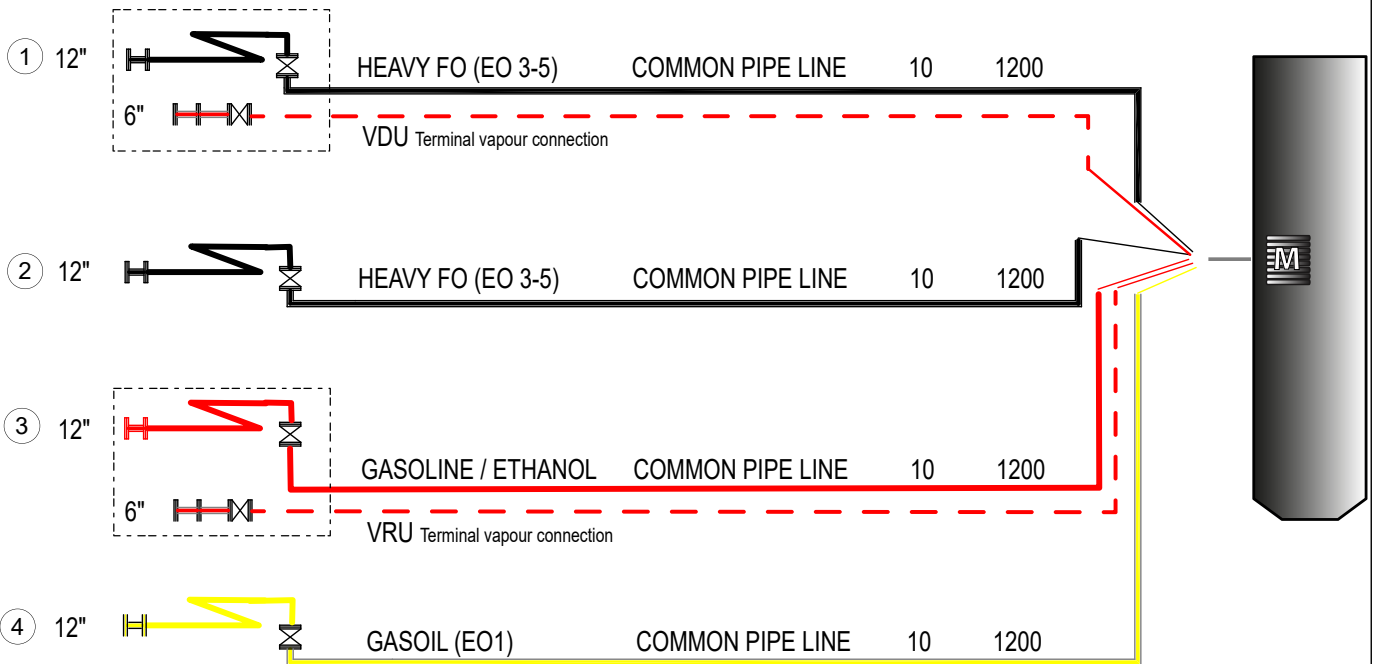 1 12" HEAVY FO (EO 3-5) COMMON PIPE LINE 10 1200
6" VDU Terminal vapour connection
2 12" HEAVY FO (EO 3-5) COMMON PIPE LINE 10 1200
M
3 12" GASOLINE / ETHANOL COMMON PIPE LINE 10 1200
6" VRU Terminal vapour connection
4 12" GASOIL (EO1) COMMON PIPE LINE 10 1200